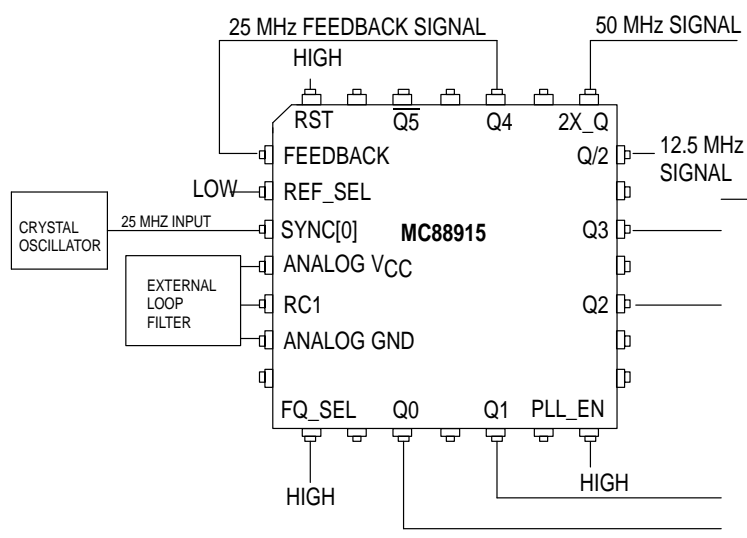 25 MHz FEEDBACK SIGNAL
50 MHz SIGNAL
HIGH
RST
Q5
Q4
2X_Q
FEEDBACK
Q/2
12.5 MHz
SIGNAL
LOW
REF_SEL
CRYSTAL
OSCILLATOR
25 MHZ INPUT
SYNC[0]
MC88915
Q3
ANALOG VCC
EXTERNAL
LOOP
FILTER
RC1
Q2
ANALOG GND
FQ_SEL
Q0
Q1
PLL_EN
HIGH
HIGH